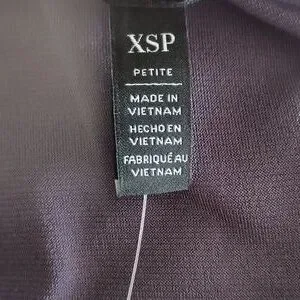 XSP
PETITE
MADE IN
VIETNAM
HECHO EN
VIETNAM
FABRIQUÉ AU
VIETNAM